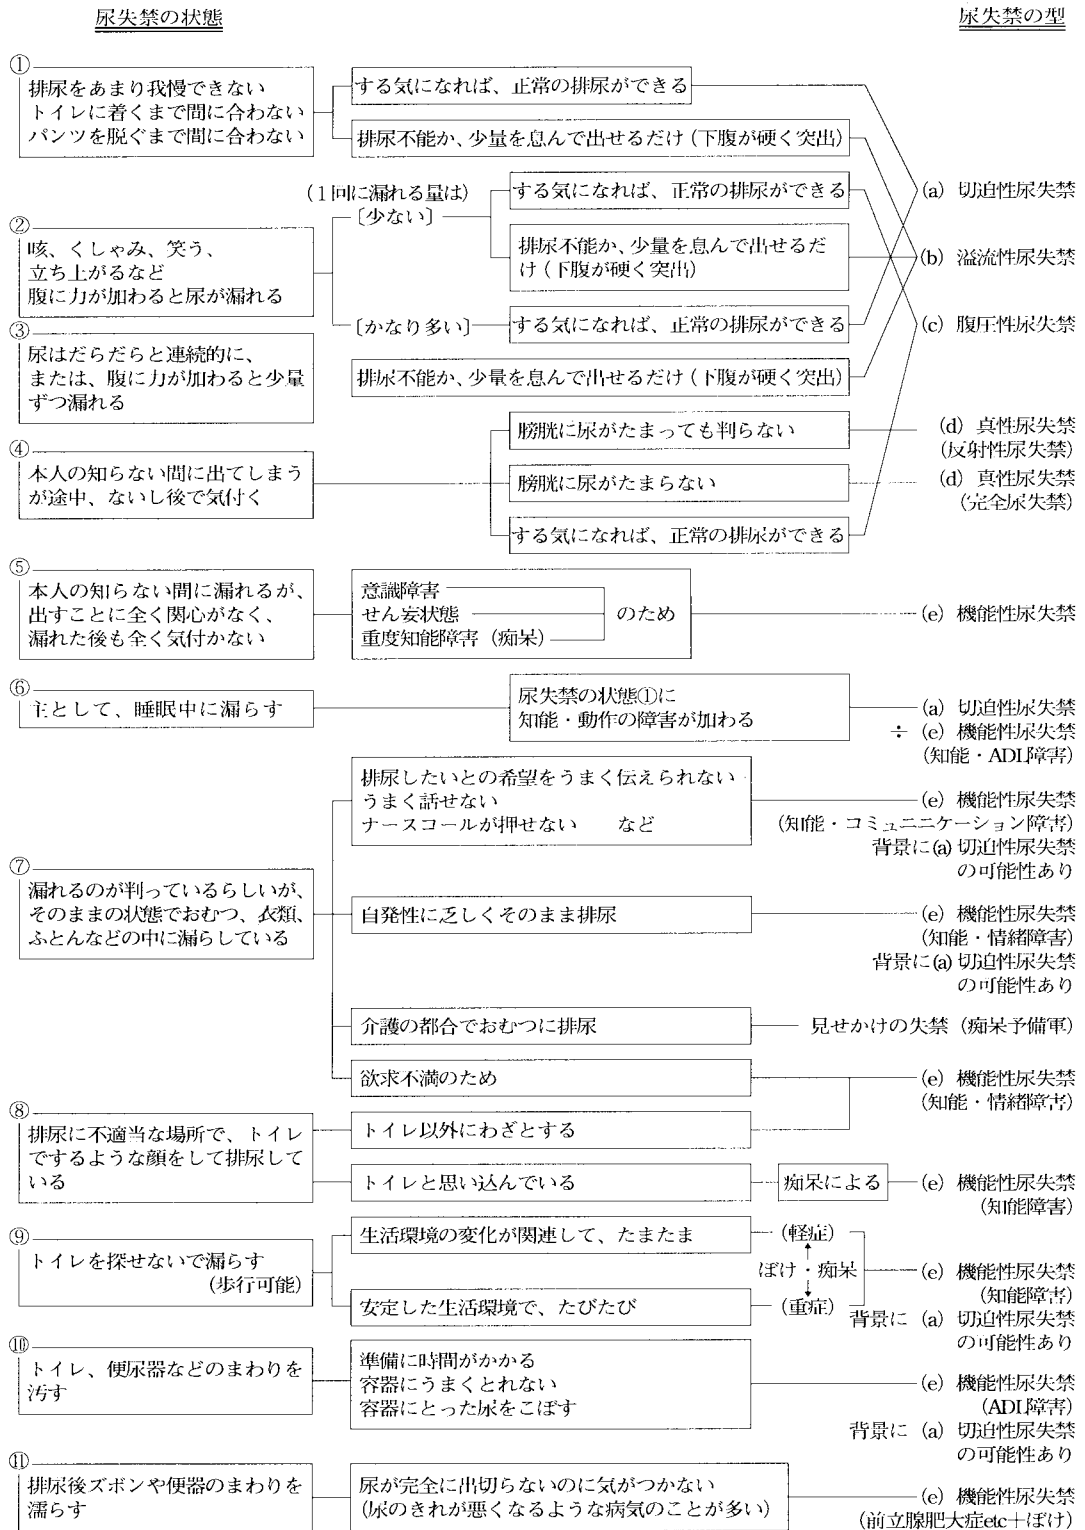 尿失禁の状態
尿失禁の型
①
排尿をあまり我慢できない
トイレに着くまで間に合わない
パンツを脱ぐまで間に合わない
する気になれば、正常の排尿ができる
排尿不能か、少量を息んで出せるだけ（下腹が硬く突出）
(a) 切迫性尿失禁
②
咳、くしゃみ、笑う、
立ち上がるなど
腹に力が加わると尿が漏れる
（1回に漏れる量は）
〔少ない〕
する気になれば、正常の排尿ができる
排尿不能か、少量を息んで出せるだ
け（下腹が硬く突出）
(b) 溢流性尿失禁
〔かなり多い〕
する気になれば、正常の排尿ができる
(c) 腹圧性尿失禁
③
尿はだらだらと連続的に、
または、腹に力が加わると少量
ずつ漏れる
排尿不能か、少量を息んで出せるだけ（下腹が硬く突出）
④
本人の知らない間に出てしまう
が途中、ないし後で気付く
膀胱に尿がたまっても判らない
(d) 真性尿失禁
（反射性尿失禁）
膀胱に尿がたまらない
(d) 真性尿失禁
（完全尿失禁）
する気になれば、正常の排尿ができる
⑤
本人の知らない間に漏れるが、
出すことに全く関心がなく、
漏れた後も全く気付かない
意識障害
せん妄状態
重度知能障害（痴呆）
のため
(e) 機能性尿失禁
⑥
主として、睡眠中に漏らす
尿失禁の状態①に
知能・動作の障害が加わる
(a) 切迫性尿失禁
÷ (e) 機能性尿失禁
（知能・ADL障害）
⑦
漏れるのが判っているらしいが、
そのままの状態でおむつ、衣類、
ふとんなどの中に漏らしている
排尿したいとの希望をうまく伝えられない
うまく話せない
ナースコールが押せない　など
(e) 機能性尿失禁
（知能・コミュニニケーション障害）
背景に(a) 切迫性尿失禁
の可能性あり
自発性に乏しくそのまま排尿
(e) 機能性尿失禁
（知能・情緒障害）
背景に(a) 切迫性尿失禁
の可能性あり
介護の都合でおむつに排尿
見せかけの失禁（痴呆予備軍）
欲求不満のため
(e) 機能性尿失禁
（知能・情緒障害）
⑧
排尿に不適当な場所で、トイレ
でするような顔をして排尿して
いる
トイレ以外にわざとする
トイレと思い込んでいる
痴呆による
(e) 機能性尿失禁
（知能障害）
⑨
トイレを探せないで漏らす
（歩行可能）
生活環境の変化が関連して、たまたま
（軽症）
ぼけ・痴呆
安定した生活環境で、たびたび
（重症）
(e) 機能性尿失禁
（知能障害）
背景に (a) 切迫性尿失禁
の可能性あり
⑩
トイレ、便尿器などのまわりを
汚す
準備に時間がかかる
容器にうまくとれない
容器にとった尿をこぼす
(e) 機能性尿失禁
（ADL障害）
背景に (a) 切迫性尿失禁
の可能性あり
⑪
排尿後ズボンや便器のまわりを
濡らす
尿が完全に出切らないのに気がつかない
（尿のきれが悪くなるような病気のことが多い）
(e) 機能性尿失禁
（前立腺肥大症etc＋ぼけ）